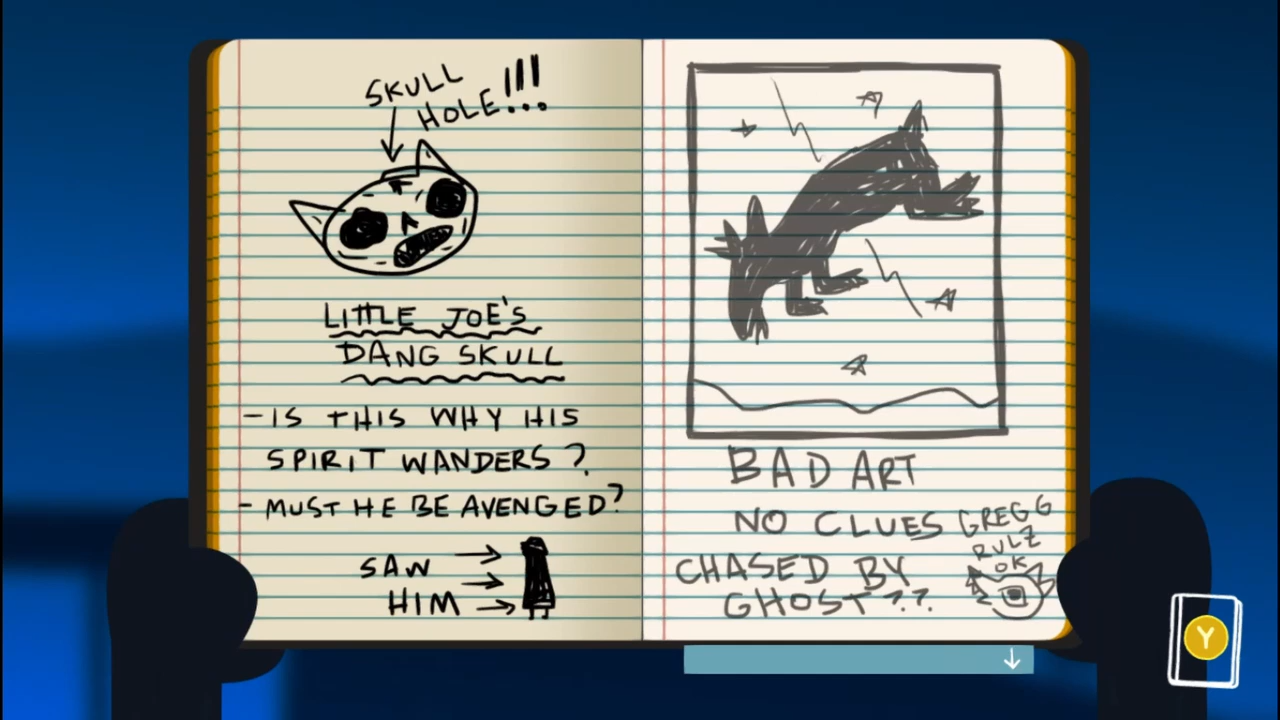 SKULL
HOLE!!!
LITTLE JOE'S
DANG SKULL
- IS THIS WHY HIS
SPIRIT WANDERS?
- MUST HE BE AVENGED?
SAW
HIM
BAD ART
NO CLUES
CHASED BY
GHOST??
GREGG
RULZ
OK
Y